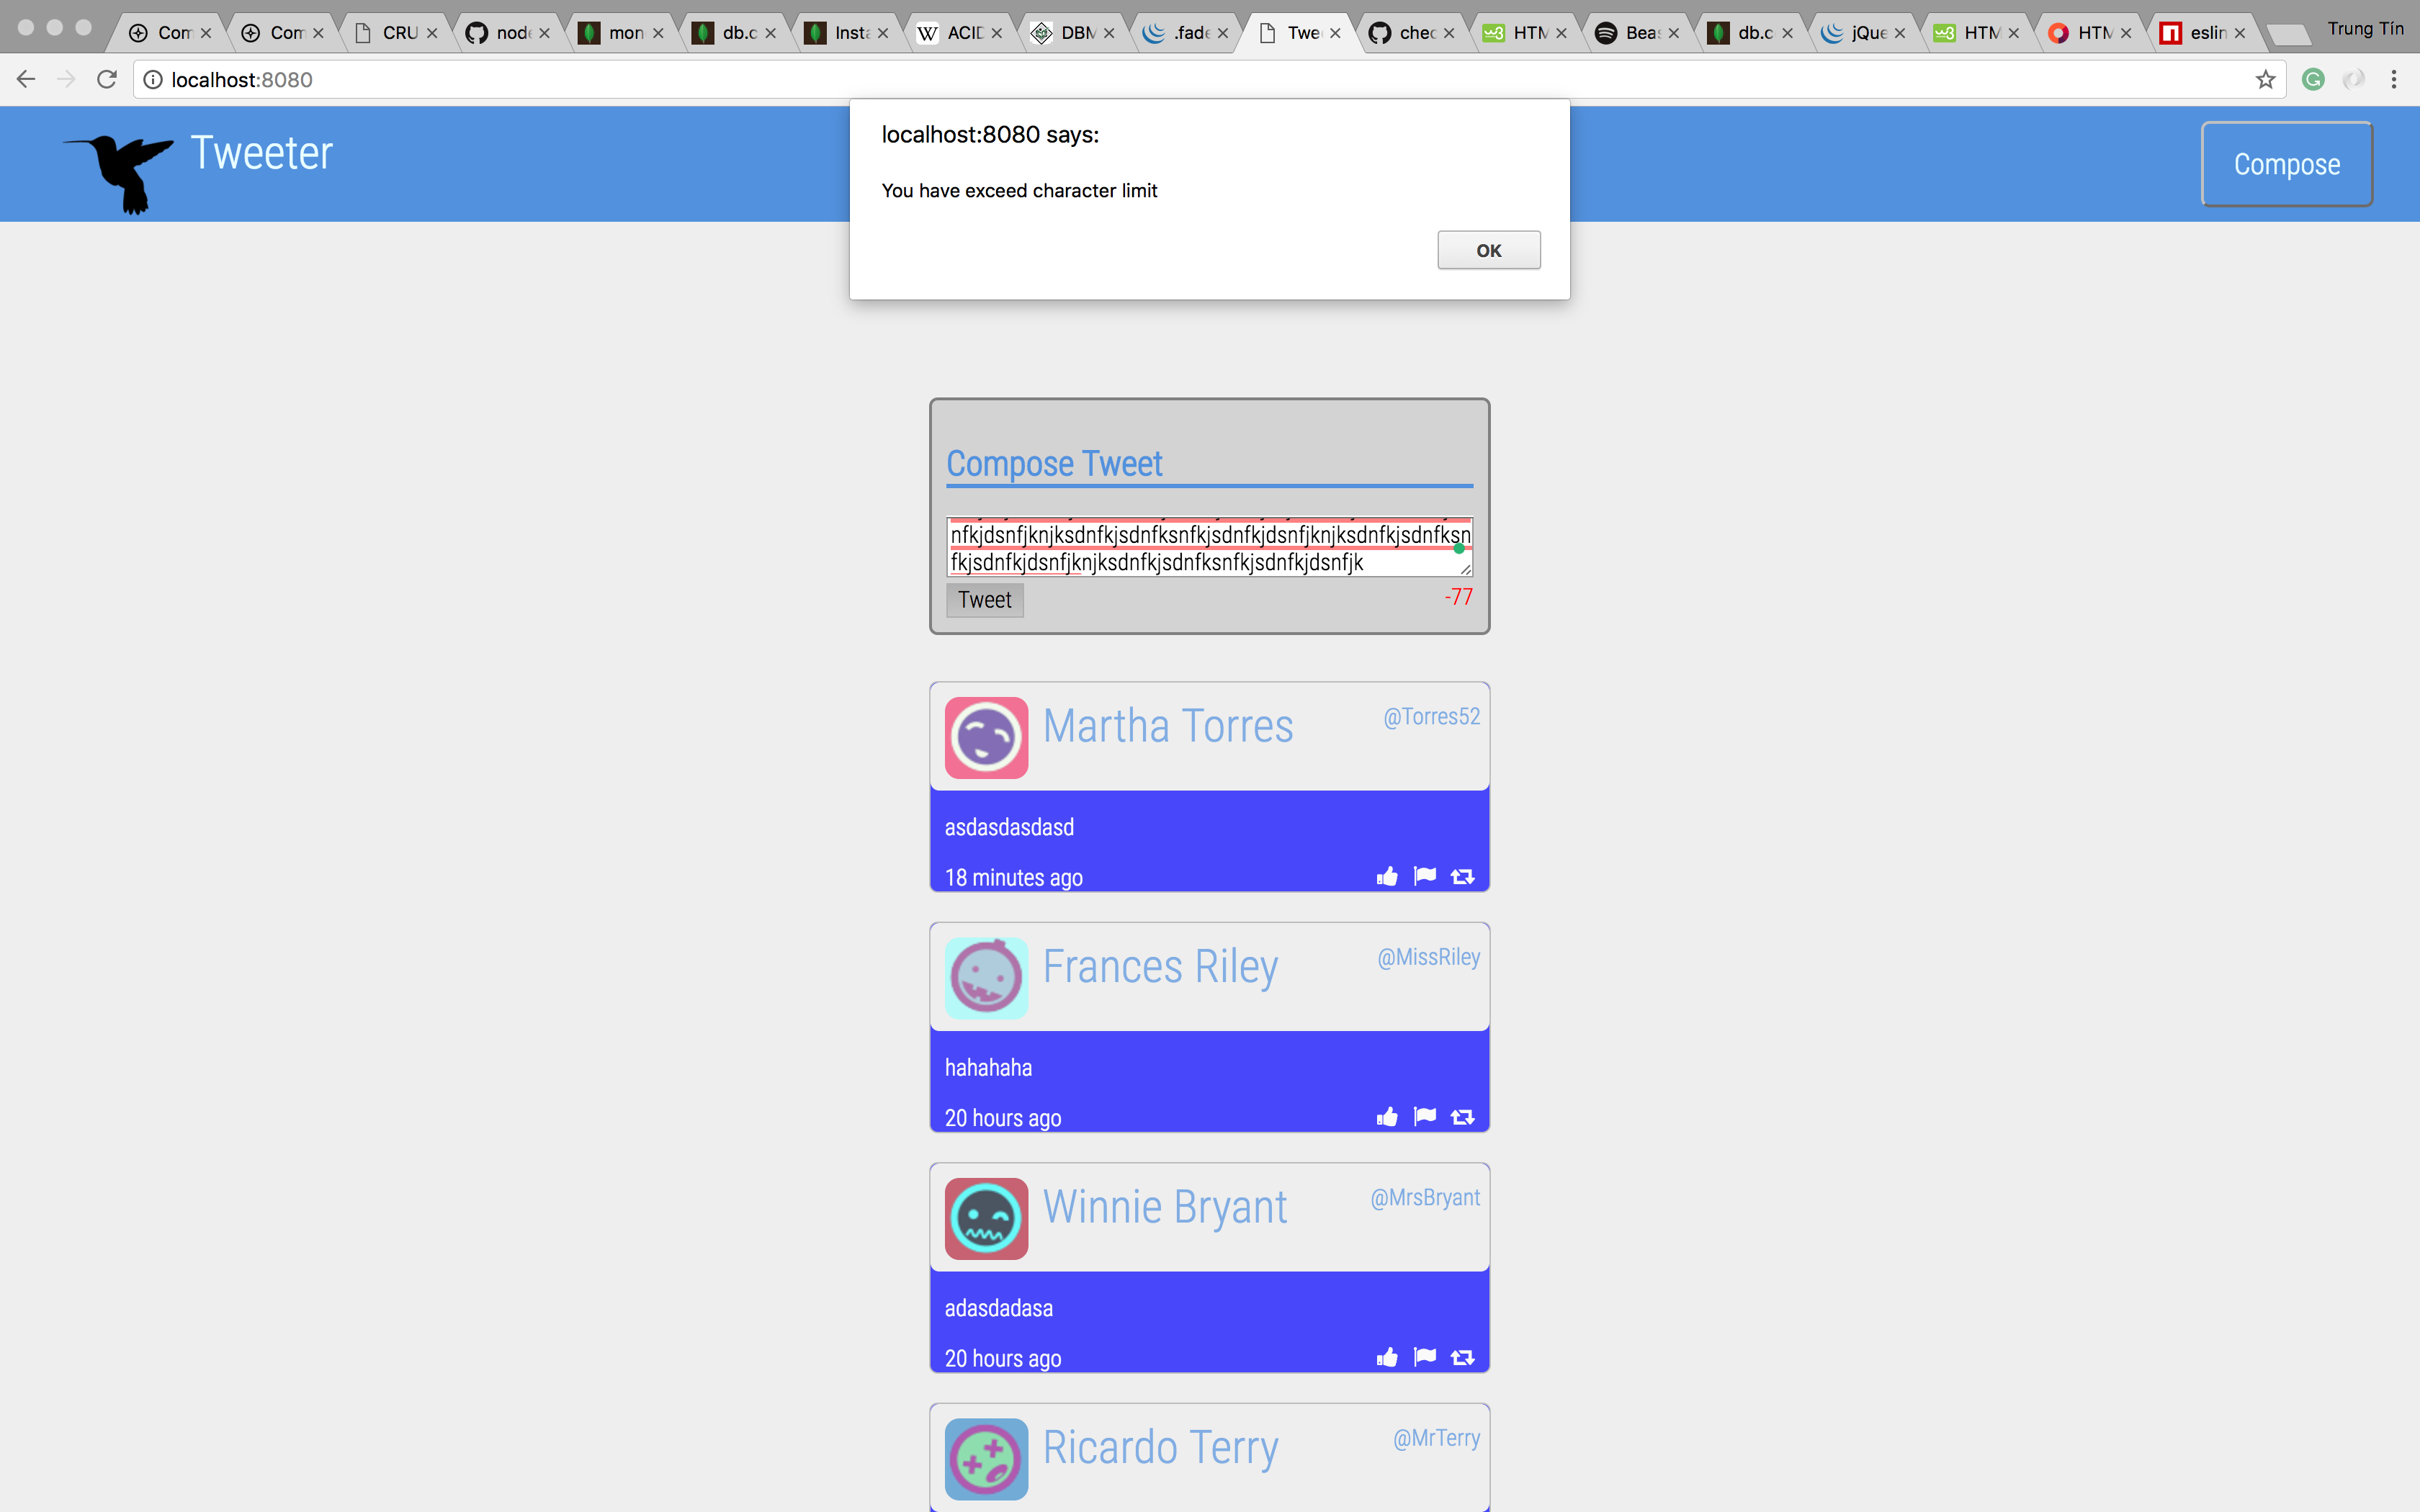 Com Com CRU node mon db.c Insta ACID DBM .fade Twe chec HTM Beas db.c jQue HTM HTM eslin Trung Tín
localhost:8080
Tweeter
Compose
localhost:8080 says:
You have exceed character limit
OK
Compose Tweet
nfkjdsnfjknjksdnfkjsdnfksnfkjsdnfkjdsnfjknjksdnfkjsdnfksn
fkjsdnfkjdsnfjknjksdnfkjsdnfksnfkjsdnfkjdsnfjk
Tweet
-77
Martha Torres
@Torres52
asdasdasdasd
18 minutes ago
Frances Riley
@MissRiley
hahahaha
20 hours ago
Winnie Bryant
@MrsBryant
adasdadasa
20 hours ago
Ricardo Terry
@MrTerry